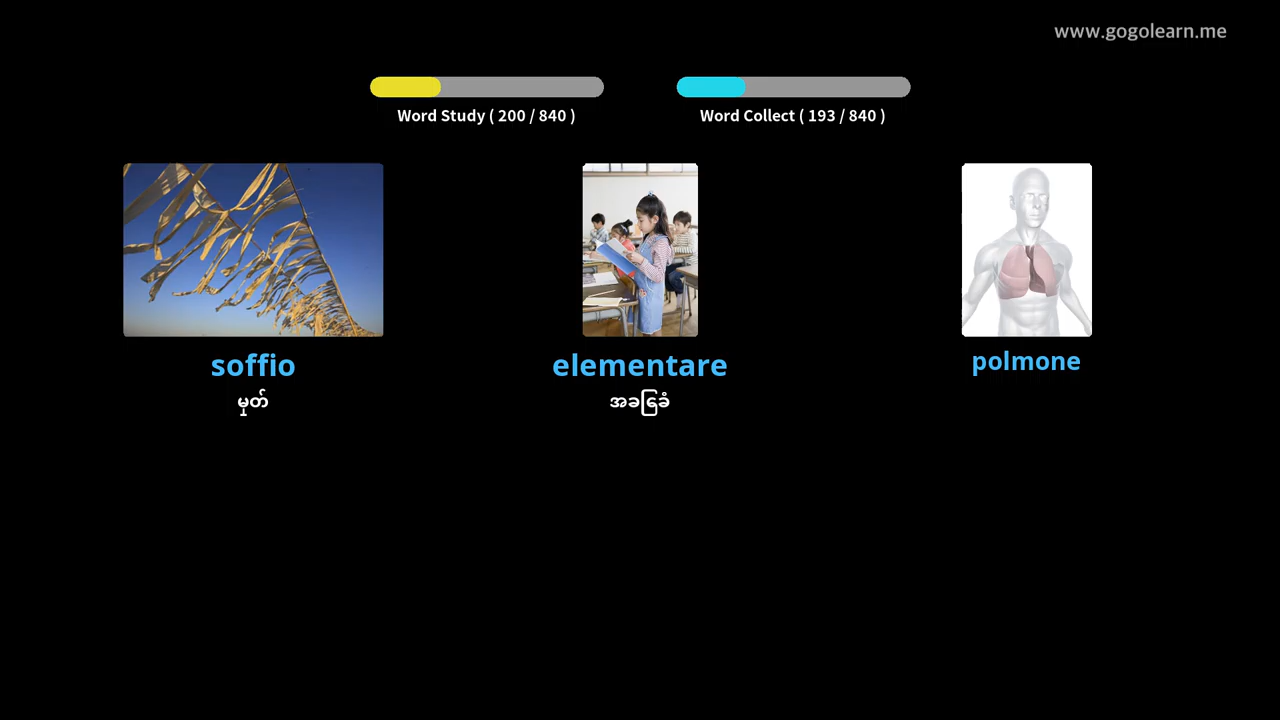 www.gogolearn.me
Word Study ( 200 / 840 )
Word Collect ( 193 / 840 )
soffio
elementare
polmone
မှုတ်
အခြေခံ